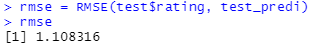 > rmse = RMSE(test$rating, test_predi)
> rmse
[1] 1.108316